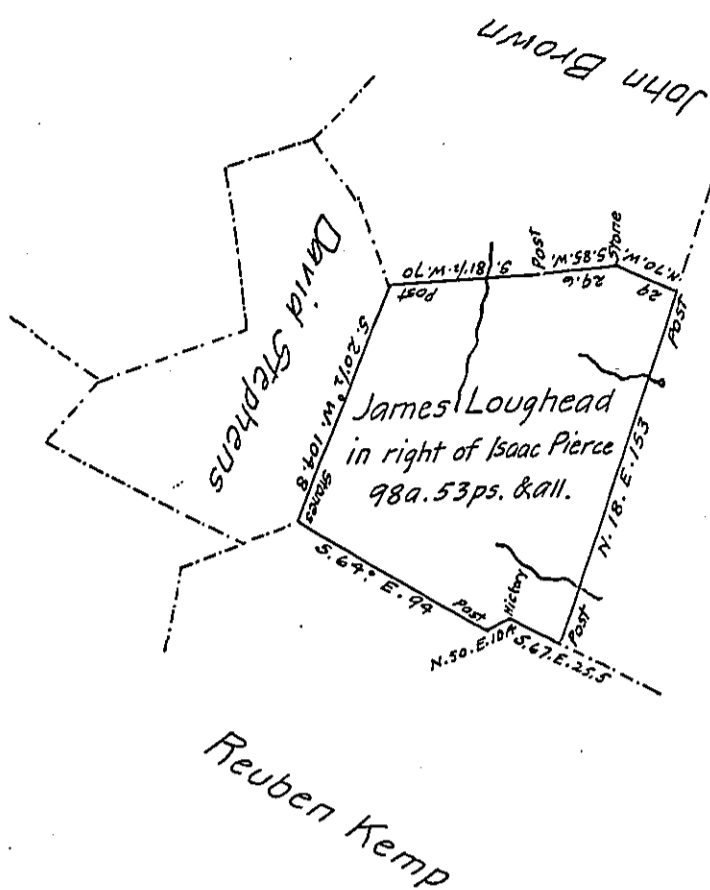 John Brown
David Stephens
N.70.W.
29
Stone
S.85.W.
29.6
Post
S.81½.W.70
Post
Post
S.20½°W.104.8
Stones
James Loughead
in right of Isaac Pierce
98a.53ps.&all.
N.18.E.153
S.64°E.94
Post
Hickory
N.50.E.10
S.67.E.25.5
Post
Reuben Kemp